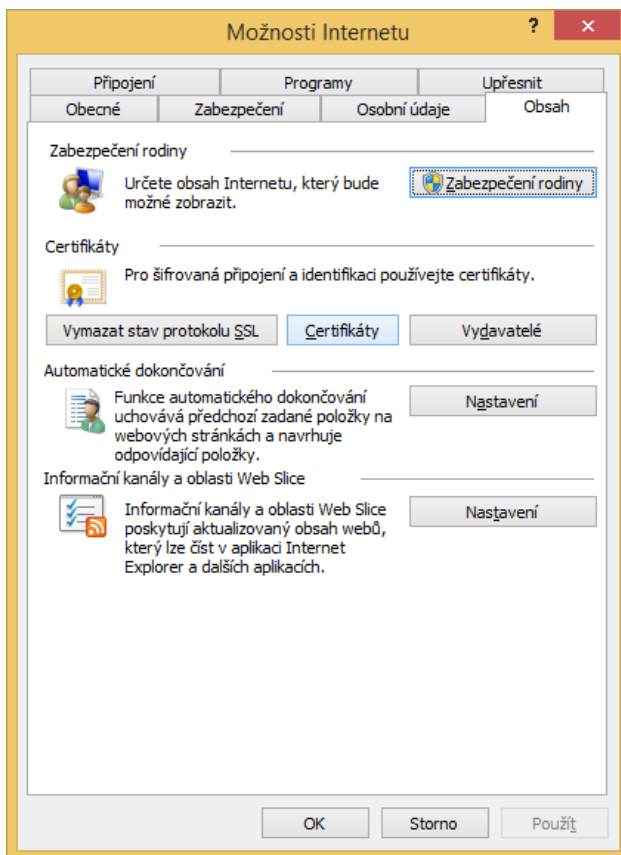 Možnosti Internetu
?
×
Připojení
Programy
Upřesnit
Obecné
Zabezpečení
Osobní údaje
Obsah
Zabezpečení rodiny
Určete obsah Internetu, který bude
možné zobrazit.
Zabezpečení rodiny
Certifikáty
Pro šifrovaná připojení a identifikaci používejte certifikáty.
Vymazat stav protokolu SSL
Certifikáty
Vydavatelé
Automatické dokončování
Funkce automatického dokončování
uchovává předchozí zadané položky na
webových stránkách a navrhuje
odpovídající položky.
Nastavení
Informační kanály a oblasti Web Slice
Informační kanály a oblasti Web Slice
poskytují aktualizovaný obsah webů,
který lze číst v aplikaci Internet
Explorer a dalších aplikacích.
Nastavení
OK
Storno
Použít